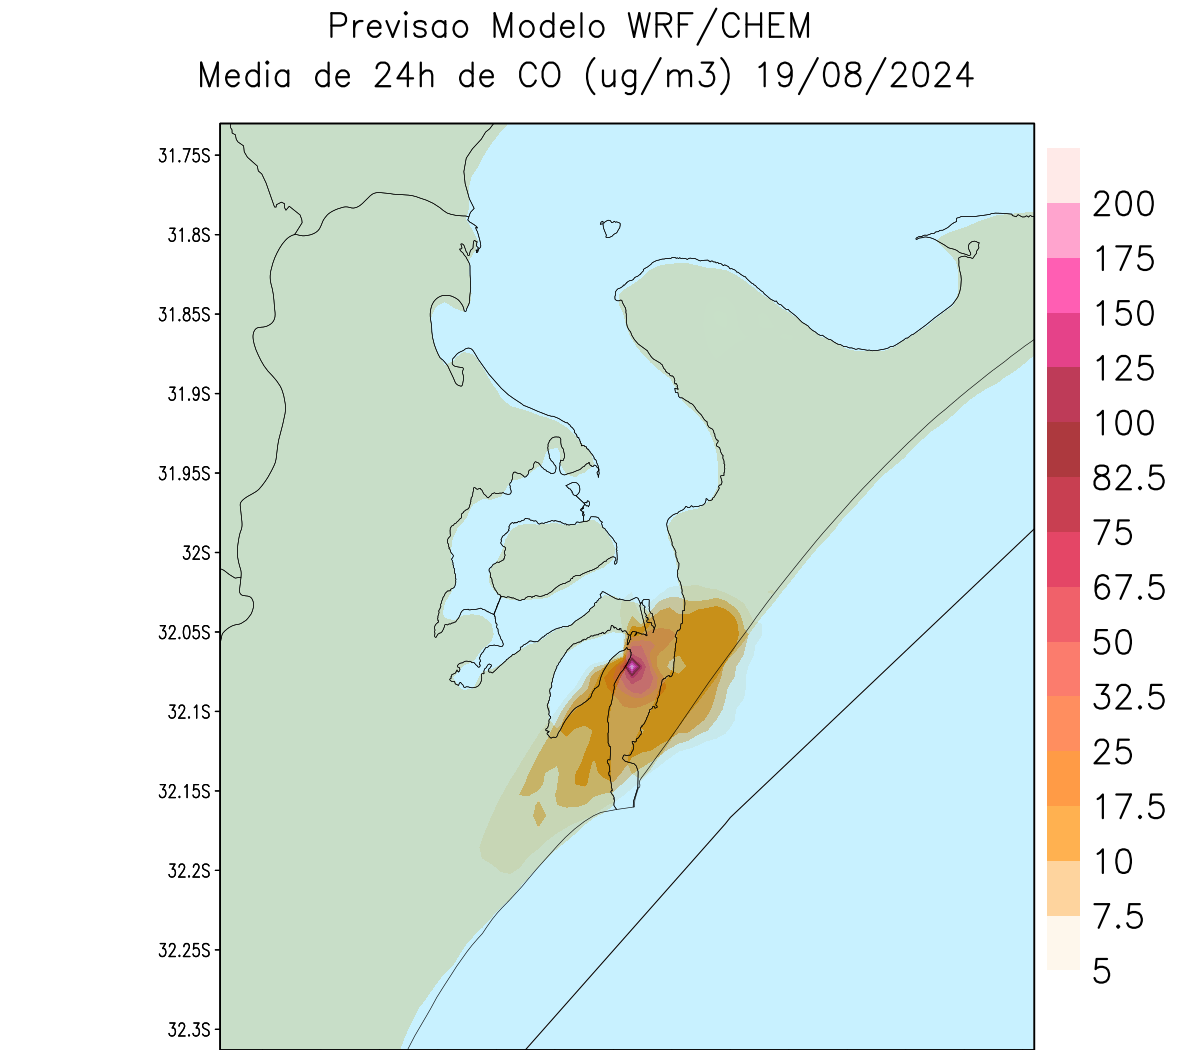 Previsao Modelo WRF/CHEM
Media de 24h de CO (ug/m3) 19/08/2024
31.75S
31.8S
31.85S
31.9S
31.95S
32S
32.05S
32.1S
32.15S
32.2S
32.25S
32.3S
200
175
150
125
100
82.5
75
67.5
50
32.5
25
17.5
10
7.5
5